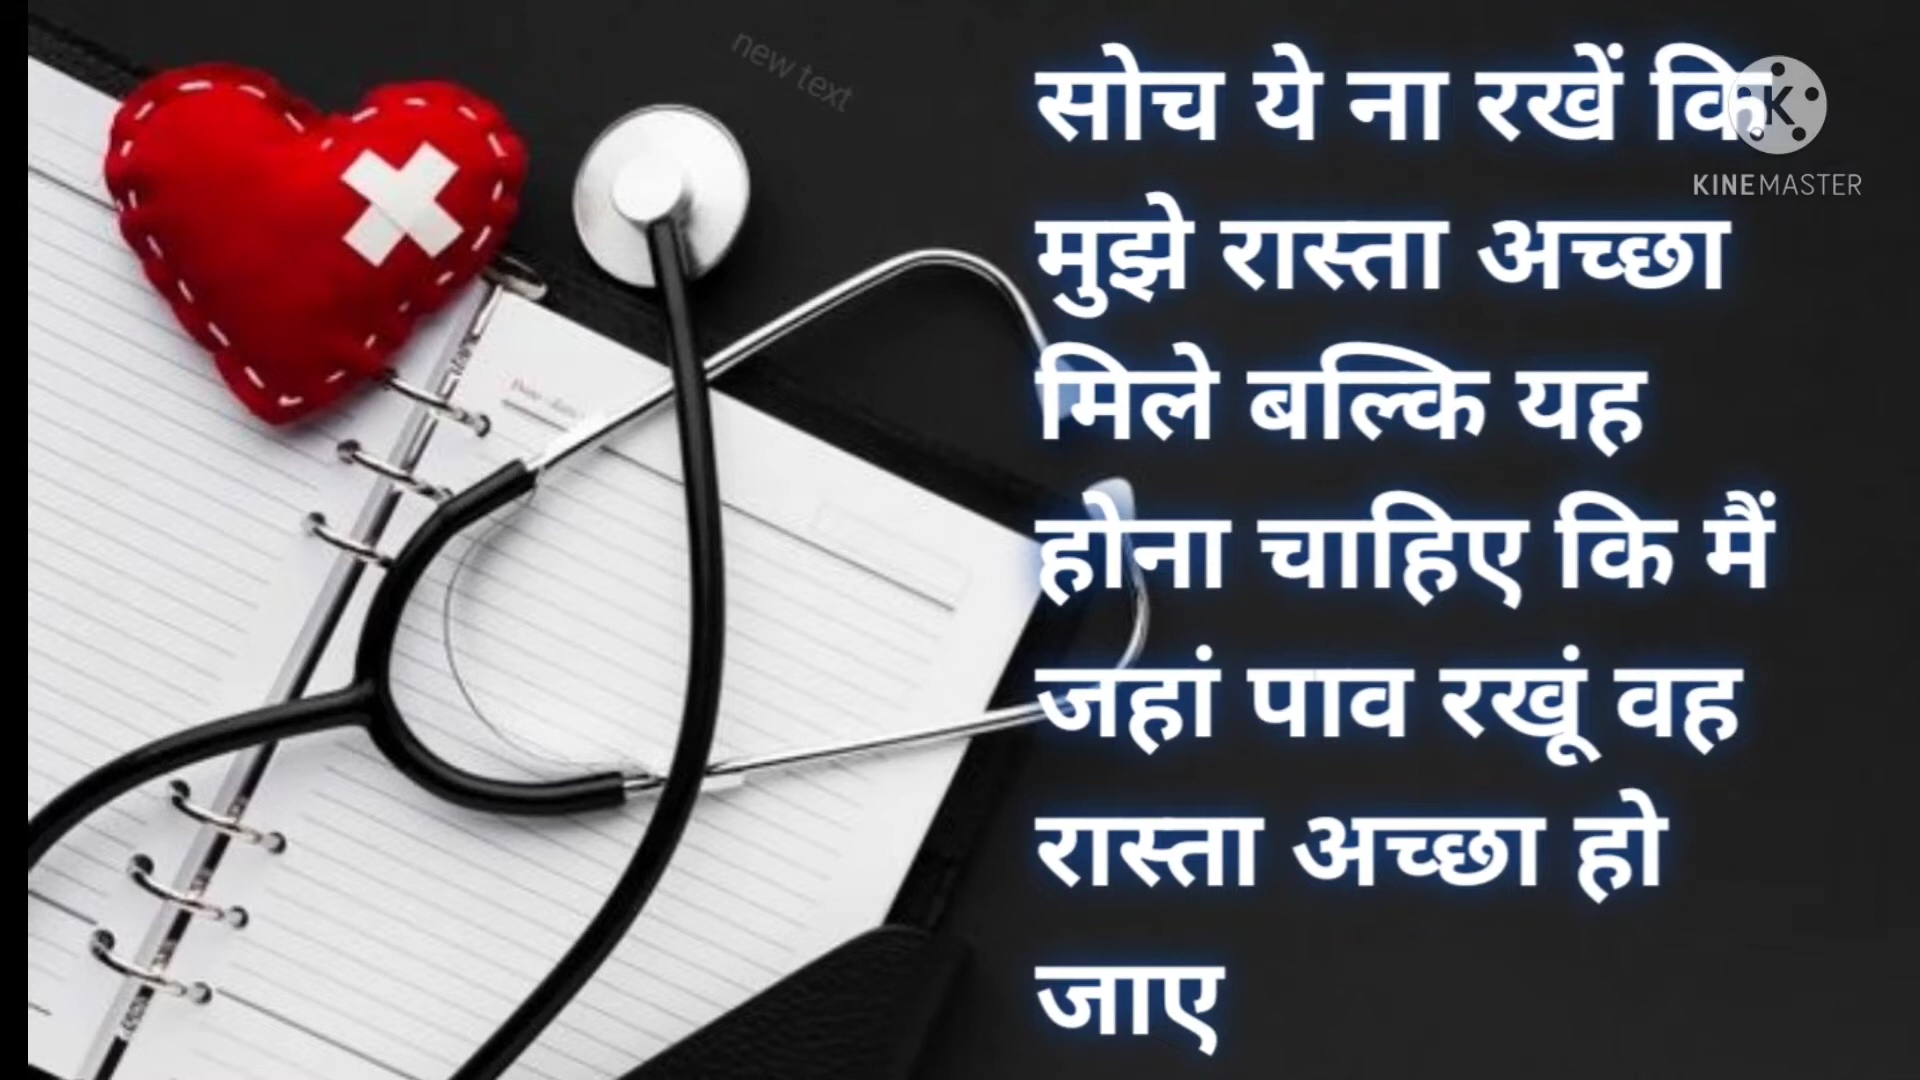 new text
सोच ये ना रखें कि
KINEMASTER
मुझे रास्ता अच्छा
मिले बल्कि यह
होना चाहिए कि मैं
जहां पाव रखूं वह
रास्ता अच्छा हो
जाए